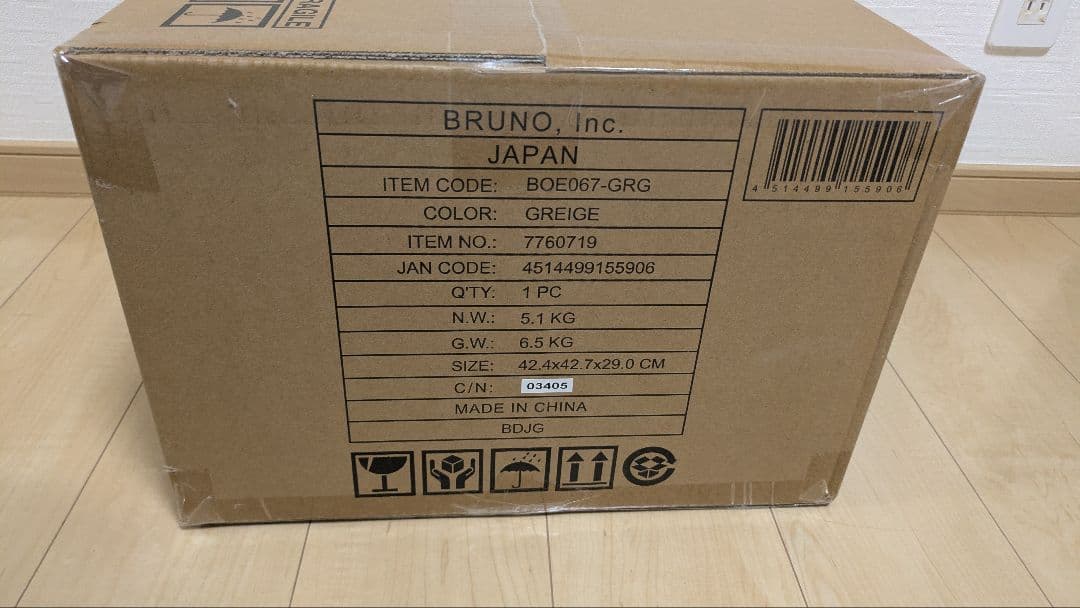 FRAGILE
BRUNO, Inc.
JAPAN
ITEM CODE: BOE067-GRG
COLOR: GREIGE
ITEM NO.: 7760719
JAN CODE: 4514499155906
Q'TY: 1 PC
N.W.: 5.1 KG
G.W.: 6.5 KG
SIZE: 42.4x42.7x29.0 CM
C/N: 03405
MADE IN CHINA
BDJG
4 514499 155906